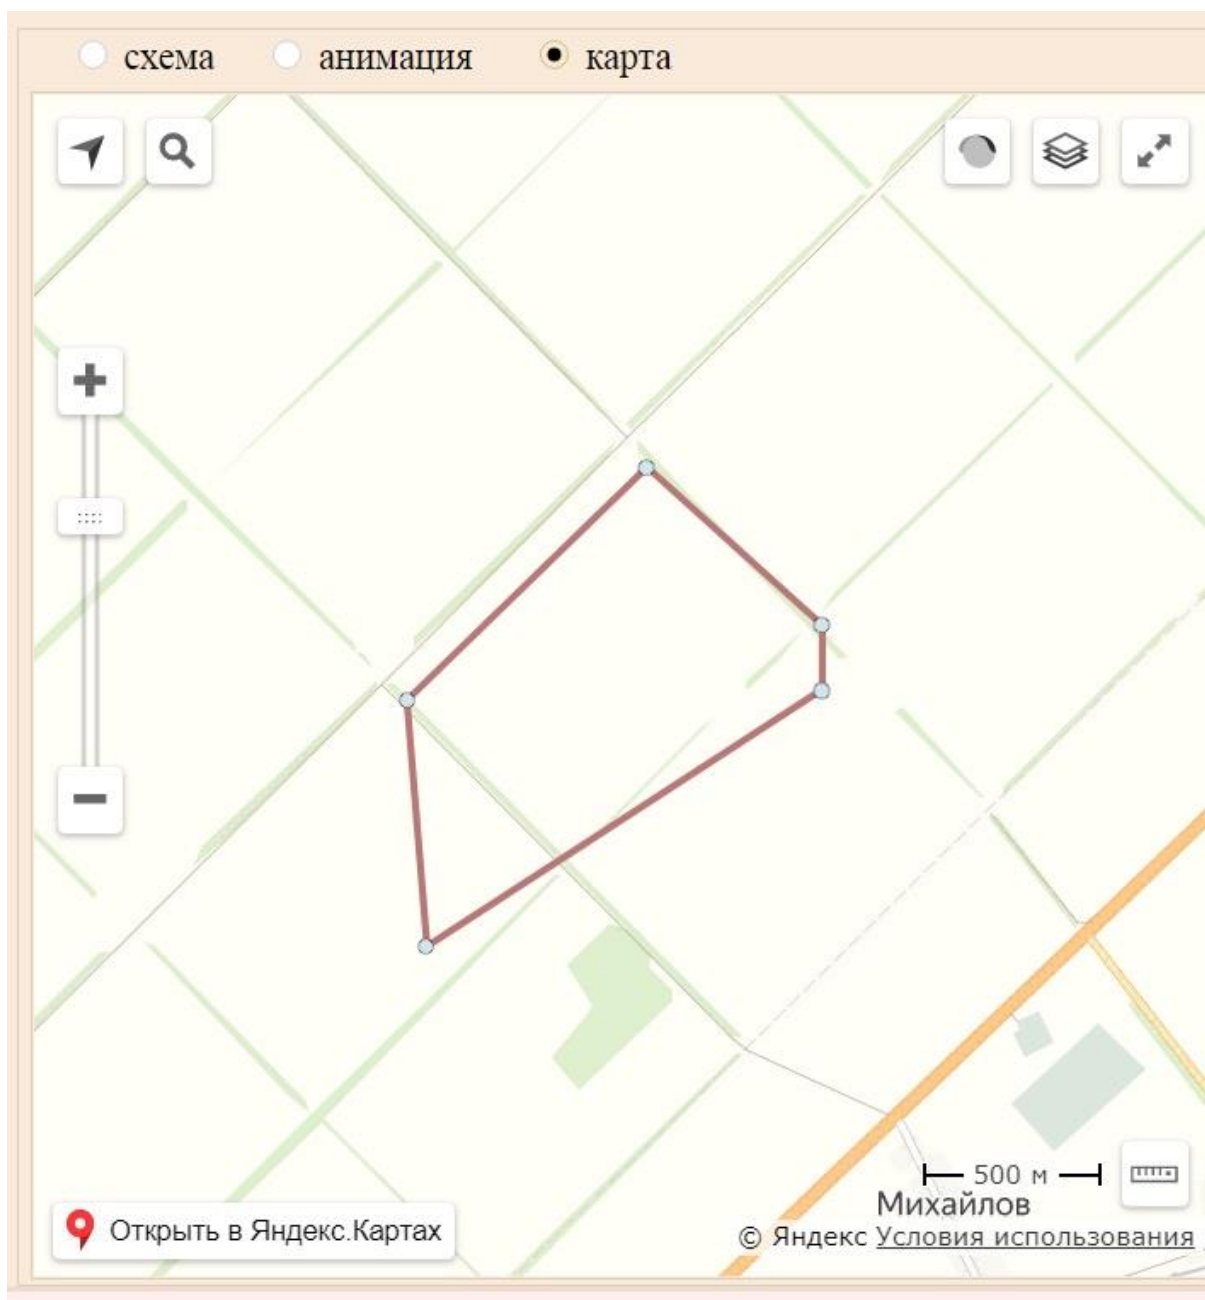 схема анимация карта
500 м
Михайлов
Открыть в Яндекс.Картах
© Яндекс Условия использования